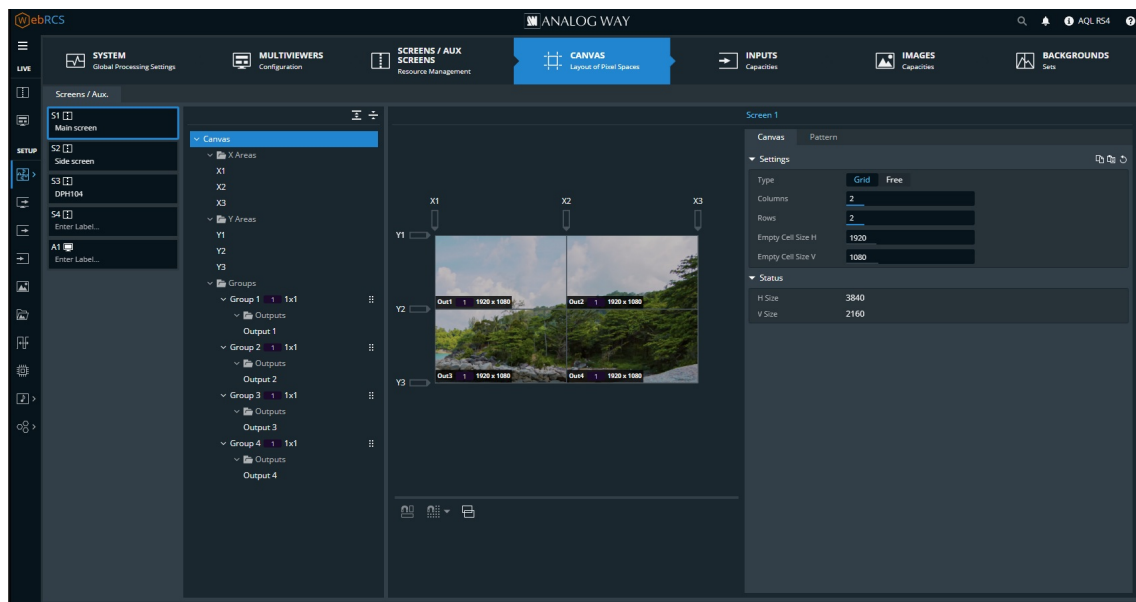 WebRCS
ANALOG WAY
AQL RS4
LIVE
SYSTEM
Global Processing Settings
MULTIVIEWERS
Configuration
SCREENS / AUX SCREENS
Resource Management
CANVAS
Layout of Pixel Spaces
INPUTS
Capacities
IMAGES
Capacities
BACKGROUNDS
Sets
Screens / Aux.
SETUP
S1
Main screen
S2
Side screen
S3
DPH104
S4
Enter Label...
A1
Enter Label...
Canvas
X Areas
X1
X2
X3
Y Areas
Y1
Y2
Y3
Groups
Group 1 1 1x1
Outputs
Output 1
Group 2 1 1x1
Outputs
Output 2
Group 3 1 1x1
Outputs
Output 3
Group 4 1 1x1
Outputs
Output 4
X1 X2 X3
Y1
Out1 1 1920 x 1080 Out2 1 1920 x 1080
Y2
Out3 1 1920 x 1080 Out4 1 1920 x 1080
Y3
Screen 1
Canvas Pattern
Settings
Type Grid Free
Columns 2
Rows 2
Empty Cell Size H 1920
Empty Cell Size V 1080
Status
H Size 3840
V Size 2160